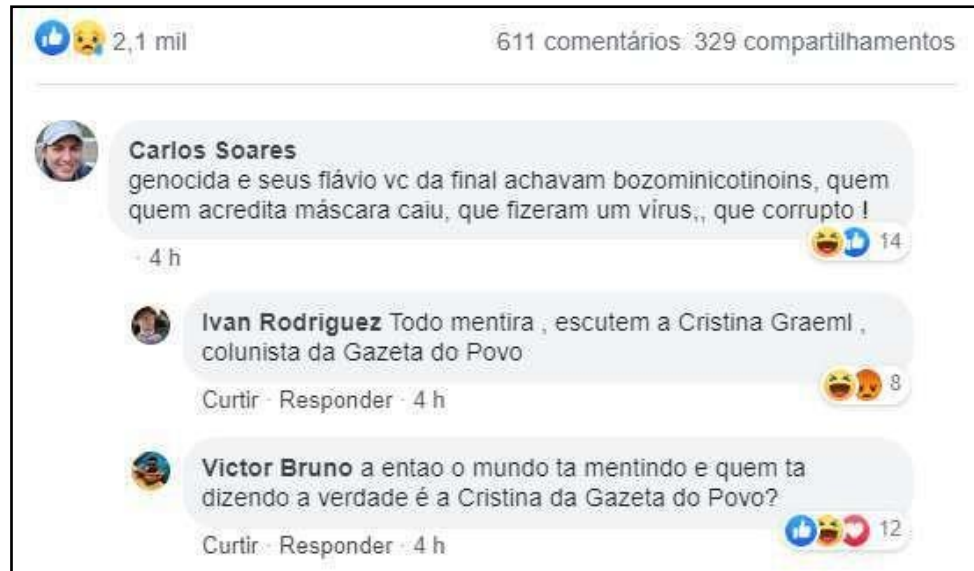 2,1 mil
611 comentários 329 compartilhamentos
Carlos Soares
genocida e seus flávio vc da final achavam bozominicotinoins, quem
quem acredita máscara caiu, que fizeram um vírus,, que corrupto !
14
· 4 h
Ivan Rodriguez Todo mentira , escutem a Cristina Graeml ,
colunista da Gazeta do Povo
8
Curtir · Responder · 4 h
Victor Bruno a entao o mundo ta mentindo e quem ta
dizendo a verdade é a Cristina da Gazeta do Povo?
12
Curtir · Responder · 4 h